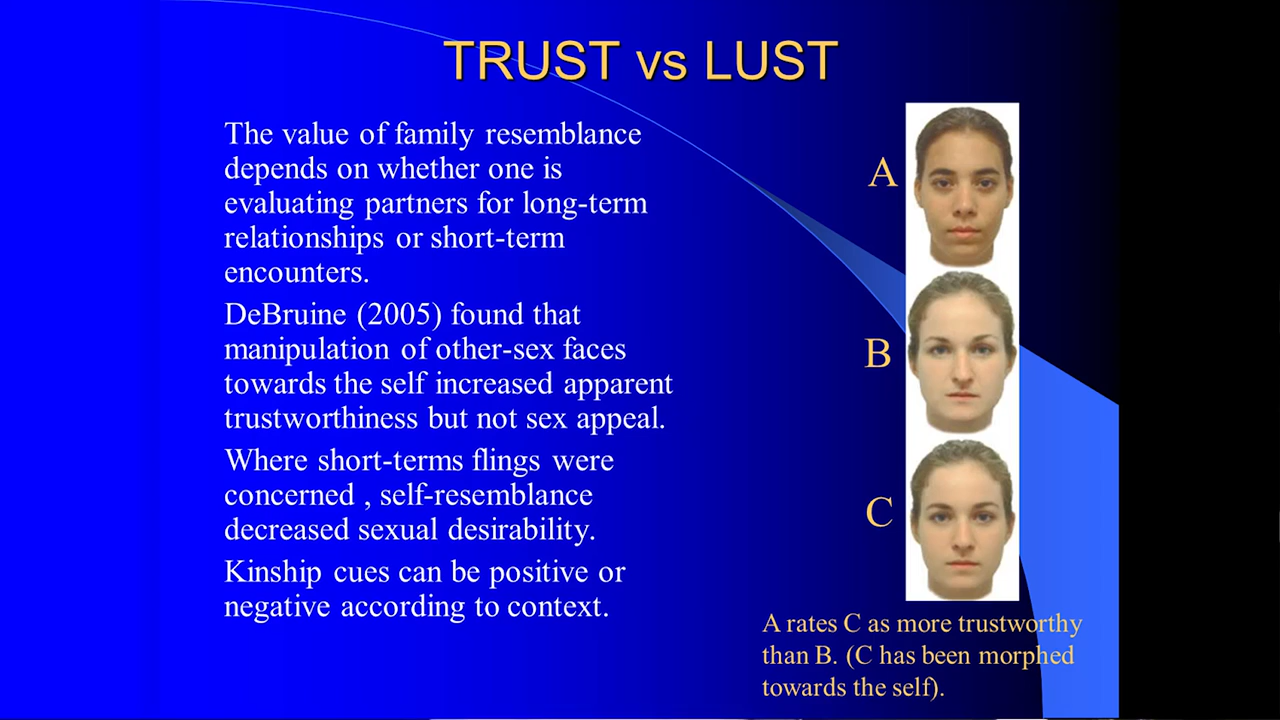 TRUST vs LUST
The value of family resemblance
depends on whether one is
evaluating partners for long-term
relationships or short-term
encounters.
DeBruine (2005) found that
manipulation of other-sex faces
towards the self increased apparent
trustworthiness but not sex appeal.
Where short-terms flings were
concerned , self-resemblance
decreased sexual desirability.
Kinship cues can be positive or
negative according to context.
A
B
C
A rates C as more trustworthy
than B. (C has been morphed
towards the self).